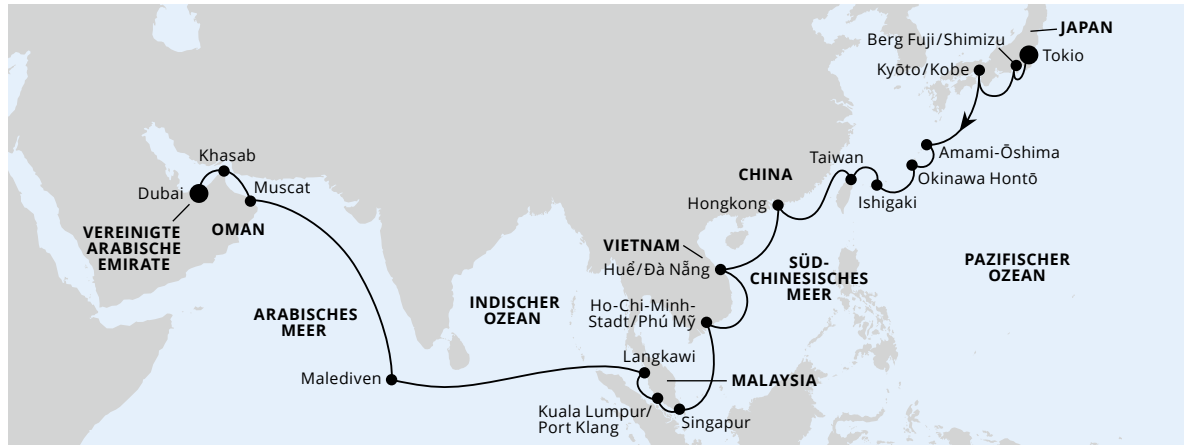 JAPAN
Berg Fuji/Shimizu
Tokio
Kyōto/Kobe
Amami-Ōshima
Taiwan
Okinawa Hontō
Ishigaki
CHINA
Hongkong
Khasab
Dubai
Muscat
VEREINIGTE
ARABISCHE
EMIRATE
OMAN
VIETNAM
Huể/Đà Nẵng
SÜD-
CHINESISCHES
MEER
PAZIFISCHER
OZEAN
ARABISCHES
MEER
INDISCHER
OZEAN
Ho-Chi-Minh-
Stadt/Phú Mỹ
Langkawi
Malediven
MALAYSIA
Kuala Lumpur/
Port Klang
Singapur